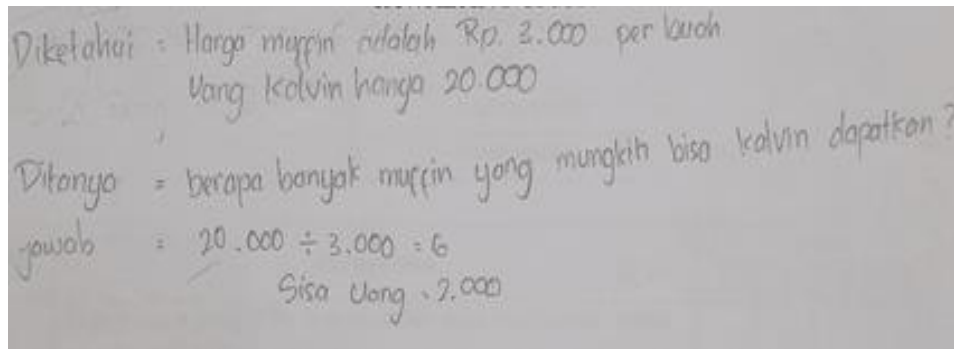 Diketahui : Harga muffin adalah Rp. 3.000 per buah
Uang Kalvin hanya 20.000
Ditanya = berapa banyak muffin yang mungkin bisa kalvin dapatkan?
jawab = 20.000 ÷ 3.000 = 6
Sisa Uang = 2.000